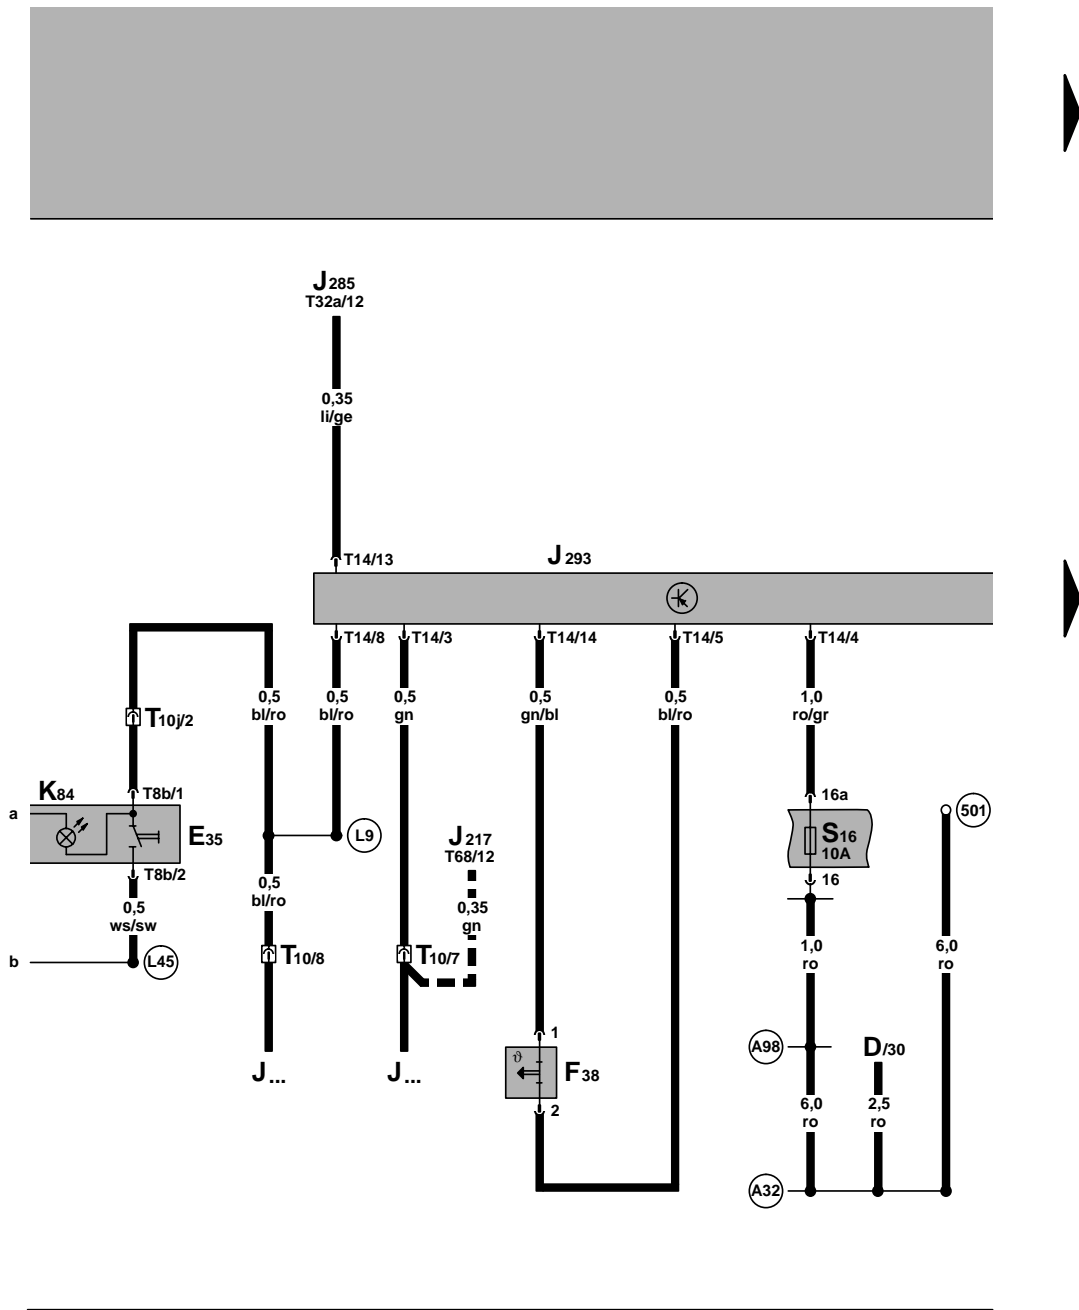 J 285
T32a/12
0,35
li/ge
T14/13
J 293
T14/8
T14/3
T14/14
T14/5
T14/4
0,5
bl/ro
0,5
bl/ro
0,5
gn
0,5
gn/bl
0,5
bl/ro
1,0
ro/gr
T10j/2
K84
T8b/1
a
E35
T8b/2
0,5
ws/sw
b
L45
L9
0,5
bl/ro
T10/8
J...
J 217
T68/12
0,35
gn
T10/7
J...
1
ϑ
F38
2
16a
S16
10A
16
501
1,0
ro
6,0
ro
A98
D/30
6,0
ro
2,5
ro
A32